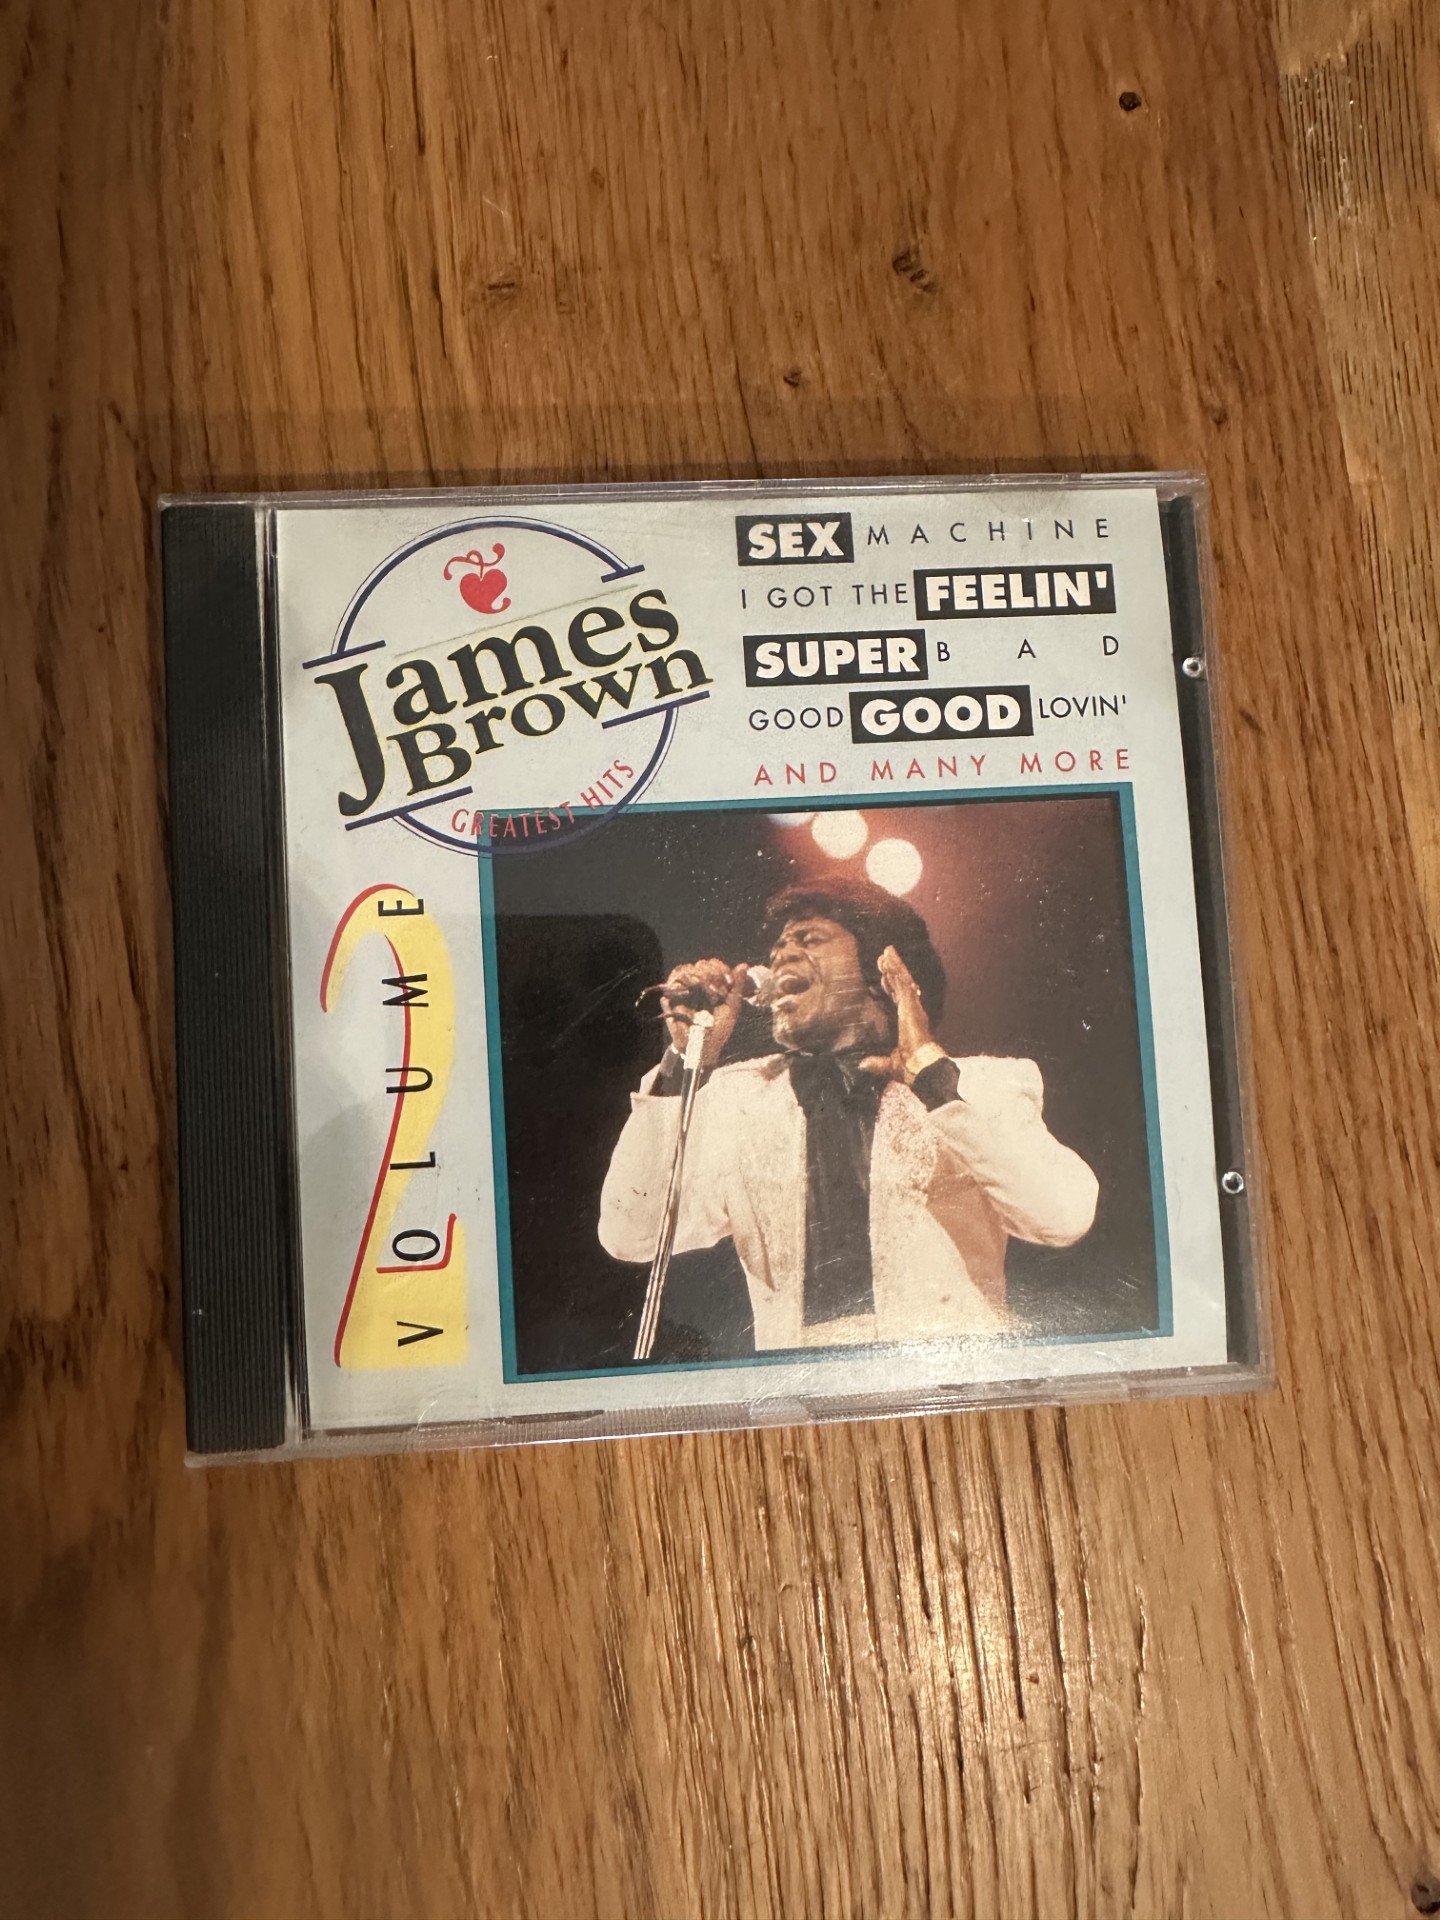 James
Brown
GREATEST HITS
VOLUME 2
SEX MACHINE
I GOT THE FEELIN'
SUPER BAD
GOOD GOOD LOVIN'
AND MANY MORE